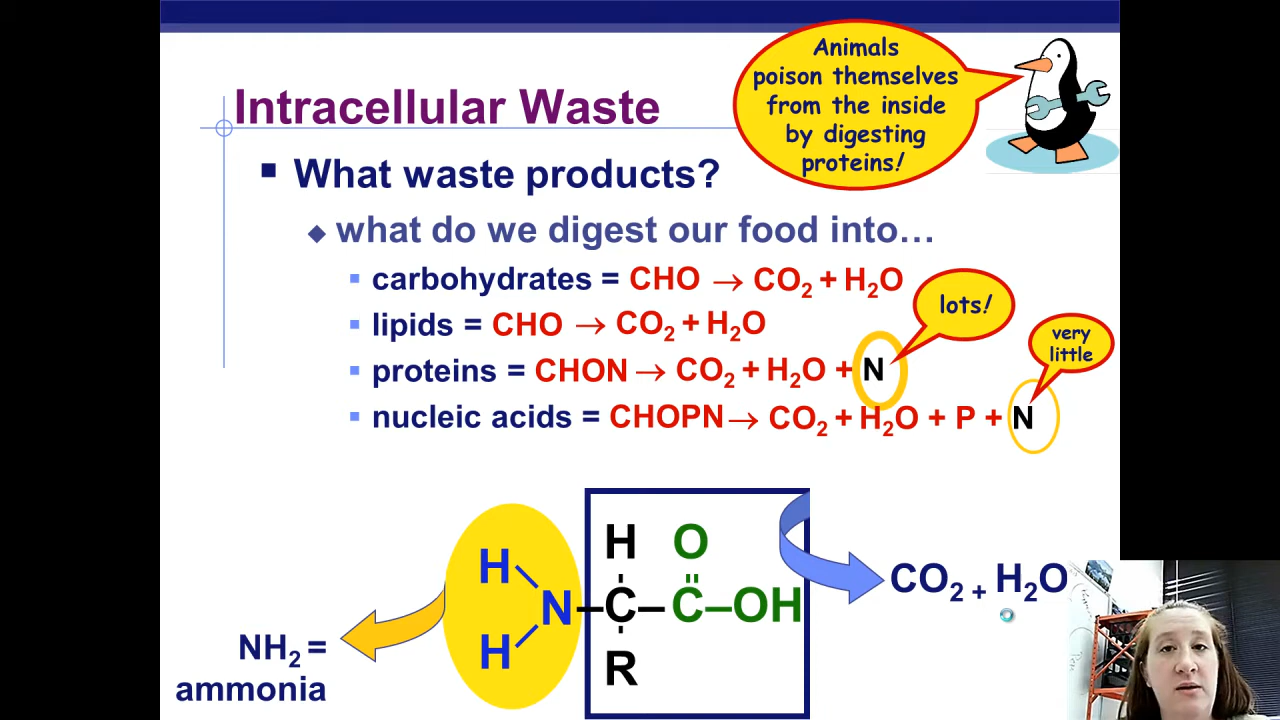 Animals
poison themselves
from the inside
by digesting
proteins!
Intracellular Waste
What waste products?
what do we digest our food into…
carbohydrates = CHO → CO₂ + H₂O
lots!
lipids = CHO → CO₂ + H₂O
very
little
proteins = CHON → CO₂ + H₂O + N
nucleic acids = CHOPN → CO₂ + H₂O + P + N
H O
H
N–C–C–OH
H
R
CO₂ + H₂O
NH₂ =
ammonia